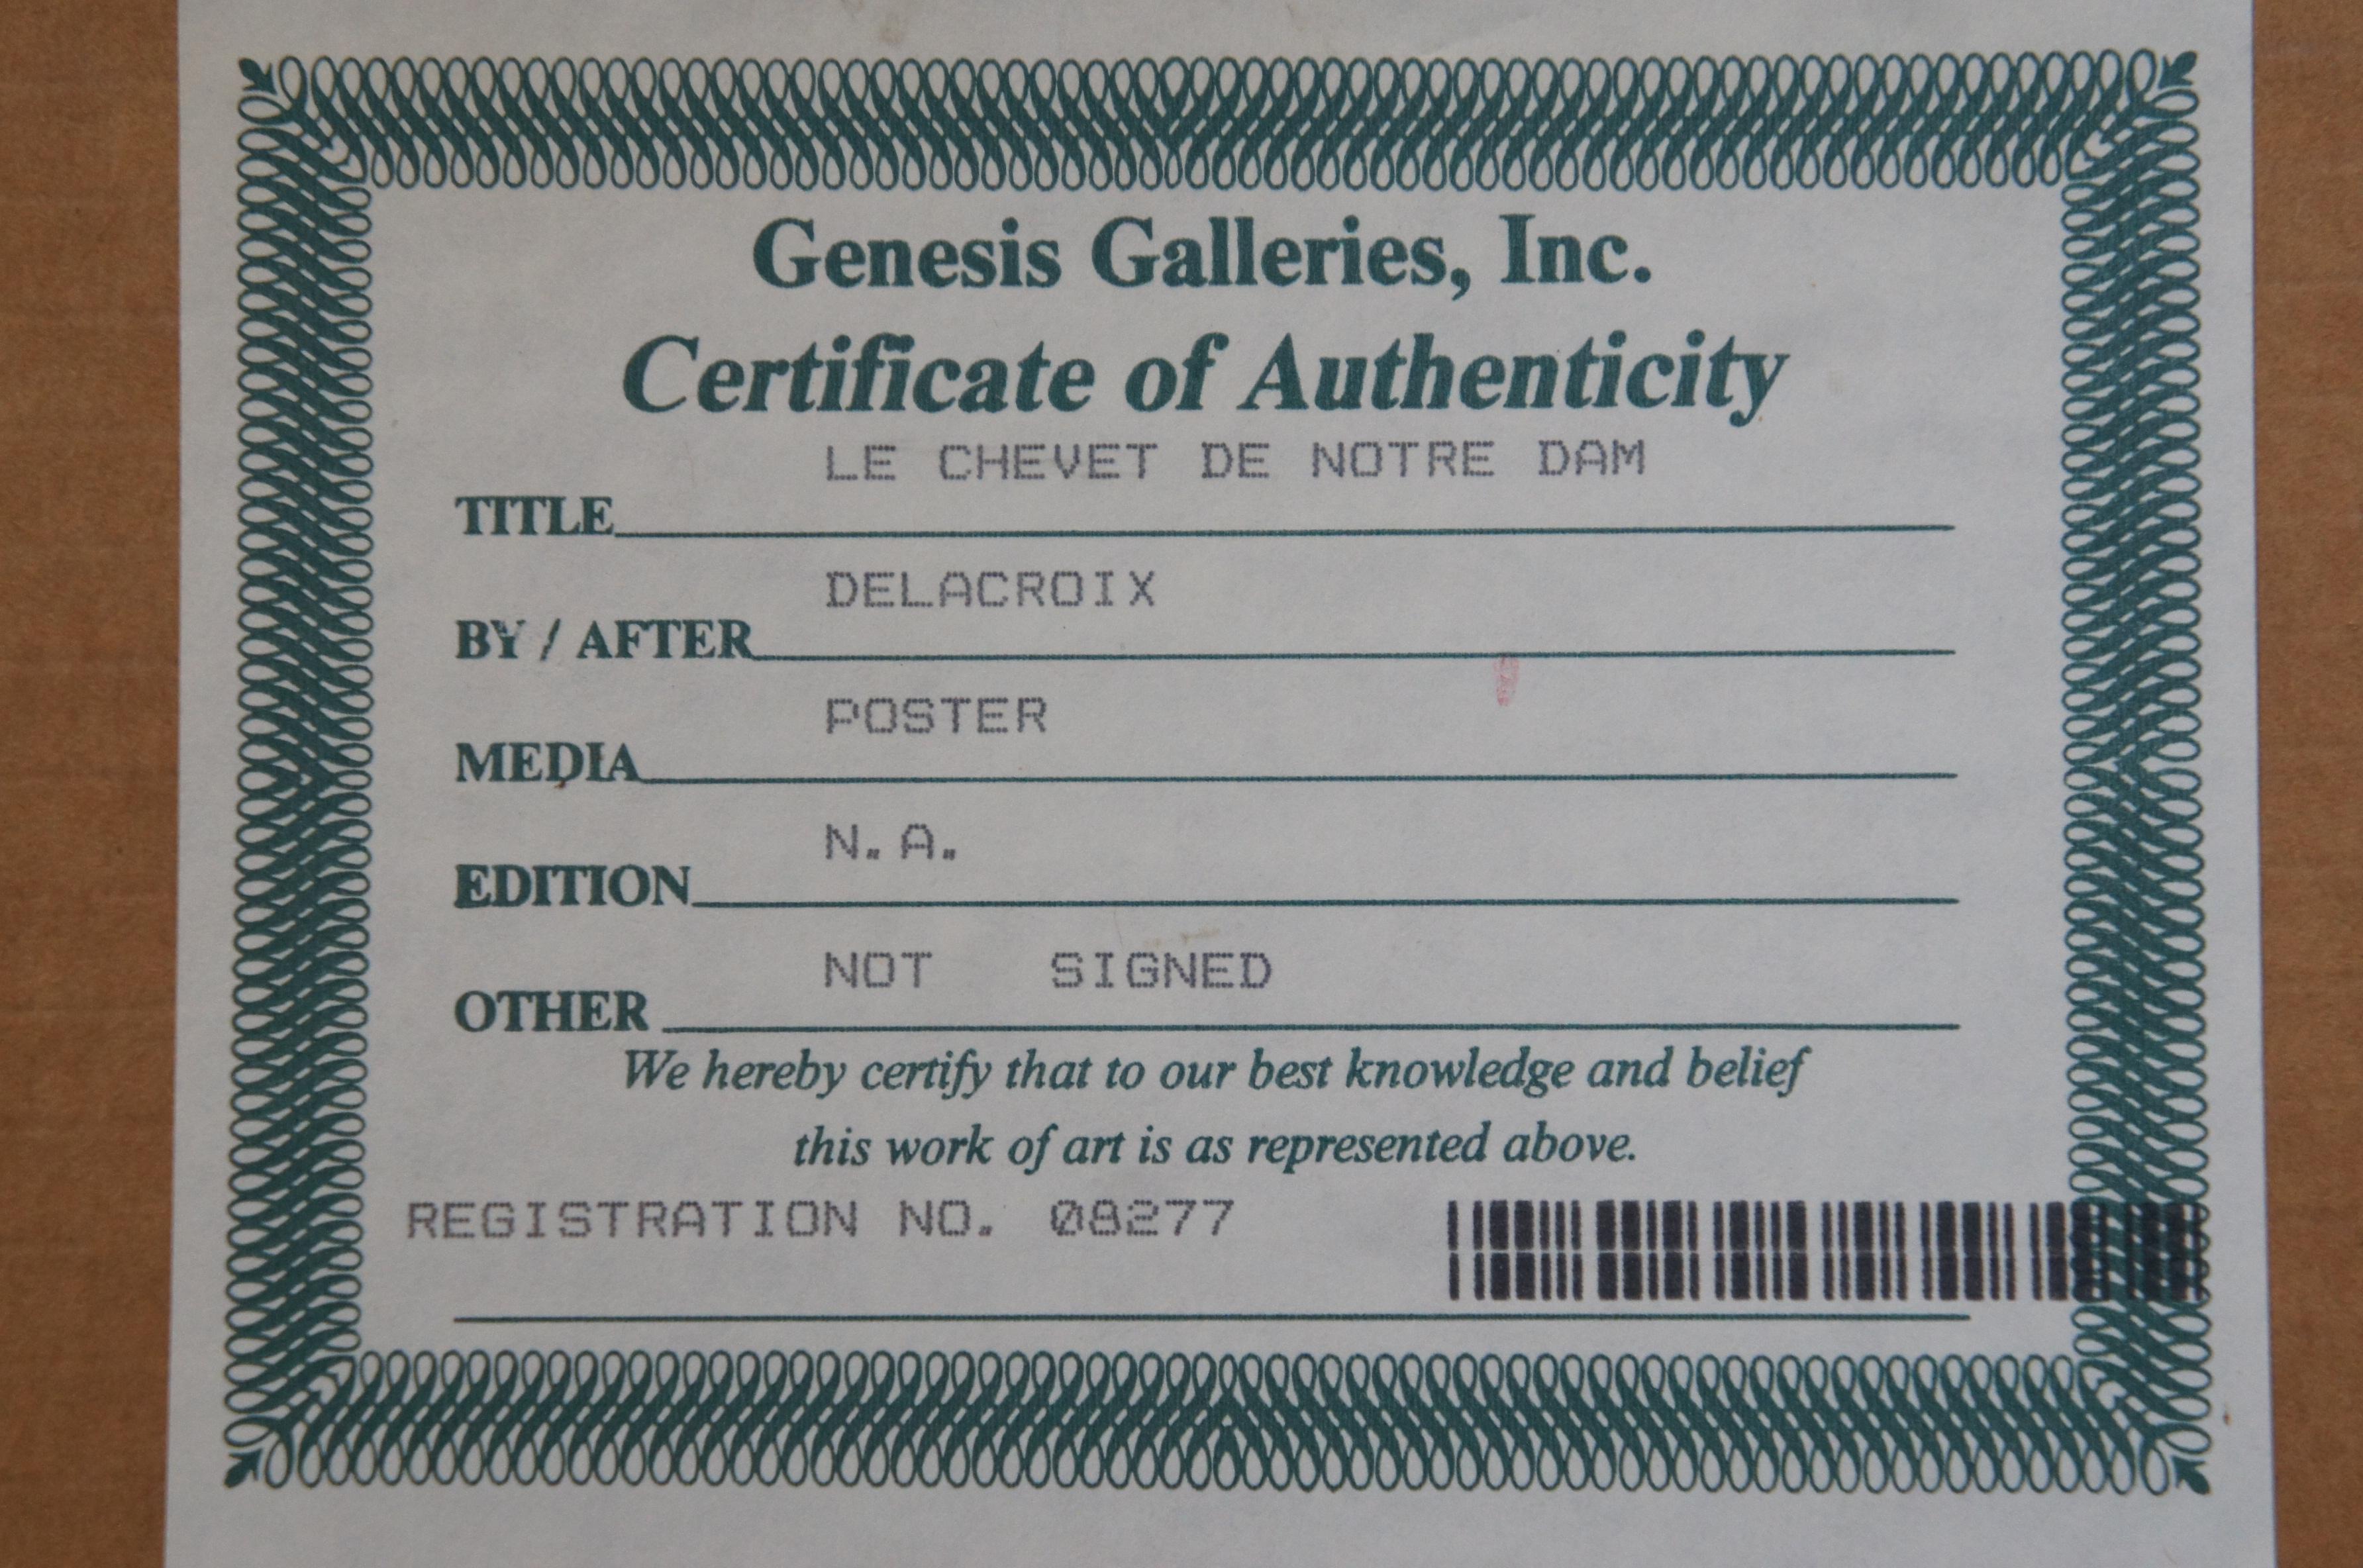 Genesis Galleries, Inc.
Certificate of Authenticity
LE CHEVET DE NOTRE DAM
TITLE
DELACROIX
BY / AFTER
POSTER
MEDIA
N.A.
EDITION
NOT SIGNED
OTHER
We hereby certify that to our best knowledge and belief
this work of art is as represented above.
REGISTRATION NO. 08277